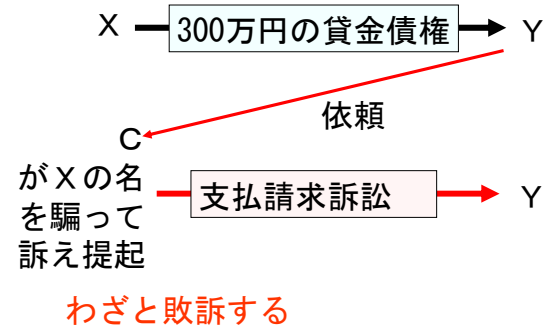 X 300万円の貸金債権 Y
依頼
C
がXの名
を騙って
訴え提起
支払請求訴訟 Y
わざと敗訴する